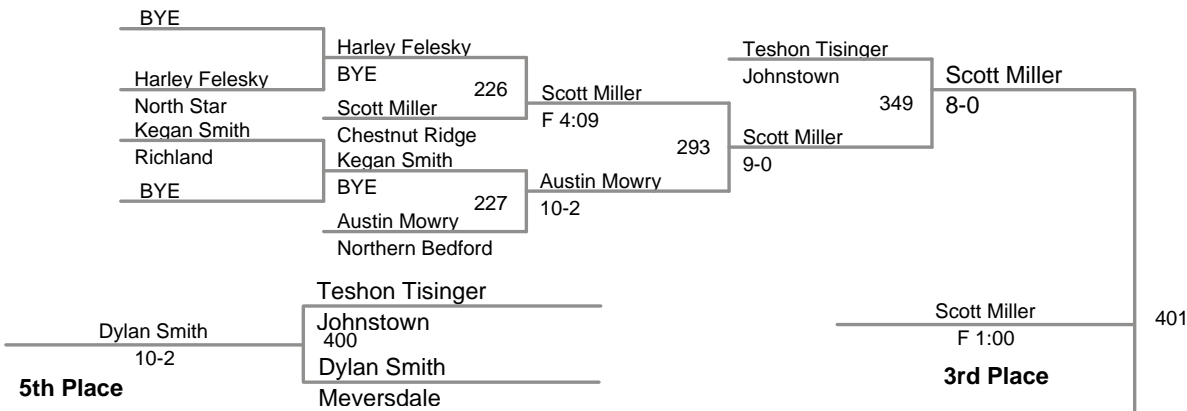 BYE
Harley Felesky
North Star
Kegan Smith
Richland
BYE
Harley Felesky
BYE
226
Scott Miller
Chestnut Ridge
Kegan Smith
BYE
227
Austin Mowry
Northern Bedford
Scott Miller
F 4:09
293
Austin Mowry
10-2
Teshon Tisinger
Johnstown
349
Scott Miller
9-0
Scott Miller
8-0
Teshon Tisinger
Johnstown
400
Dylan Smith
Meyersdale
Dylan Smith
10-2
5th Place
Scott Miller
F 1:00
3rd Place
401